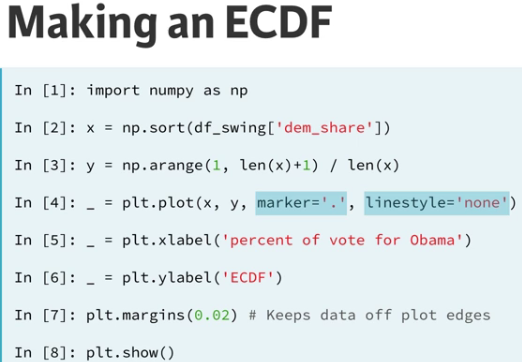 Making an ECDF
In [1]: import numpy as np
In [2]: x = np.sort(df_swing['dem_share'])
In [3]: y = np.arange(1, len(x)+1) / len(x)
In [4]: _ = plt.plot(x, y, marker='.', linestyle='none')
In [5]: _ = plt.xlabel('percent of vote for Obama')
In [6]: _ = plt.ylabel('ECDF')
In [7]: plt.margins(0.02) # Keeps data off plot edges
In [8]: plt.show()